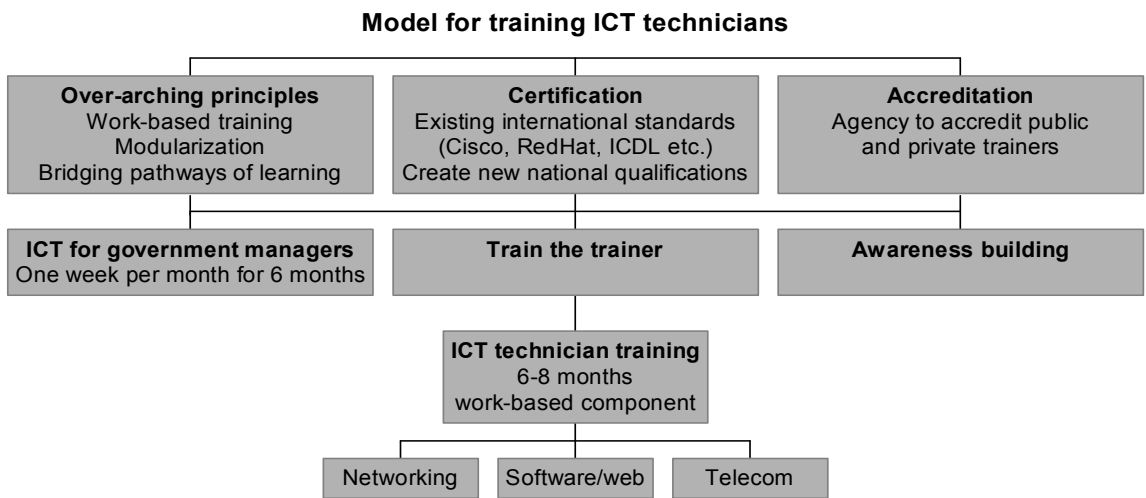 Model for training ICT technicians
Over-arching principles
Work-based training
Modularization
Bridging pathways of learning
Certification
Existing international standards
(Cisco, RedHat, ICDL etc.)
Create new national qualifications
Accreditation
Agency to accredit public
and private trainers
ICT for government managers
One week per month for 6 months
Train the trainer
Awareness building
ICT technician training
6-8 months
work-based component
Networking
Software/web
Telecom